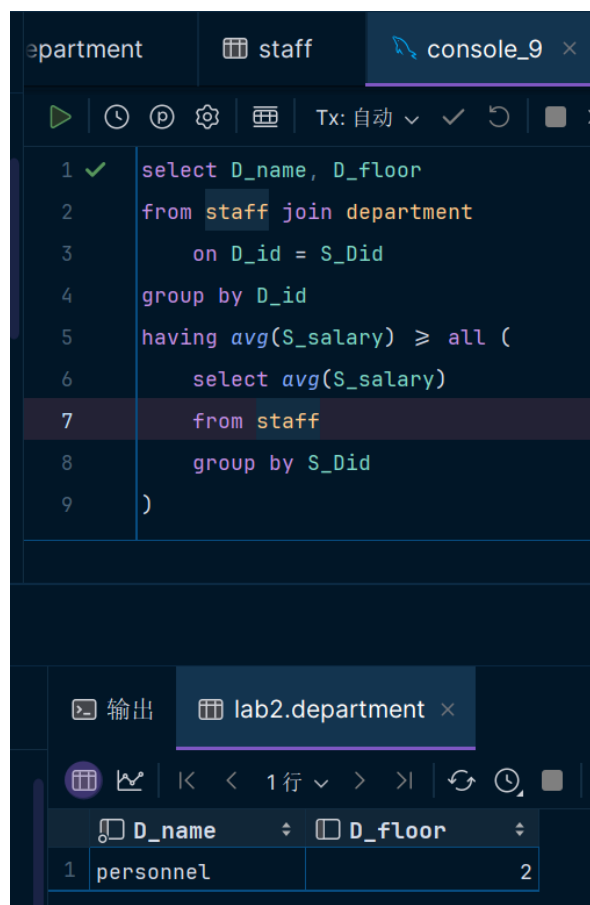 epartment staff console_9 ×
Tx: 自动
1 select D_name, D_floor
2 from staff join department
3 on D_id = S_Did
4 group by D_id
5 having avg(S_salary) >= all (
6 select avg(S_salary)
7 from staff
8 group by S_Did
9 )
输出 lab2.department ×
1 行
D_name D_floor
1 personnel 2